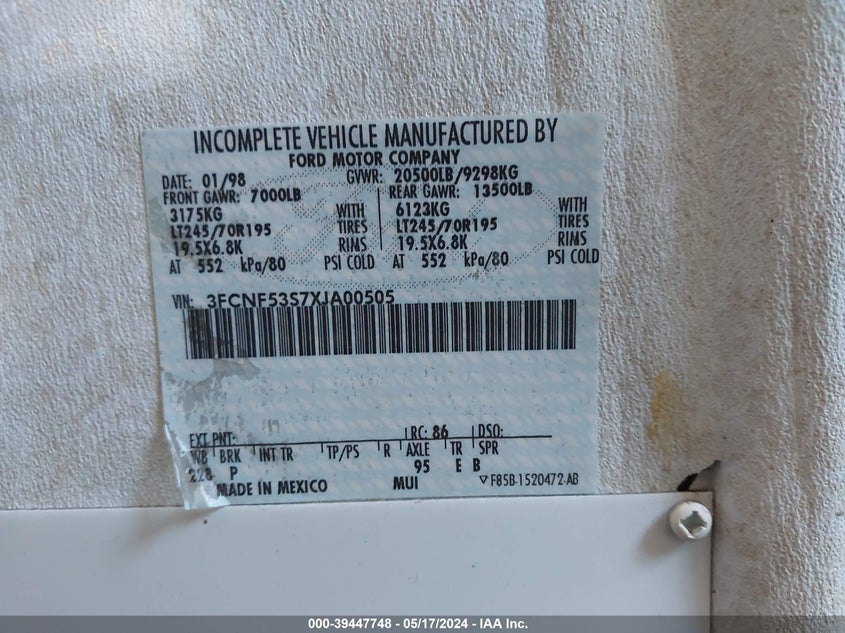 INCOMPLETE VEHICLE MANUFACTURED BY
FORD MOTOR COMPANY
DATE: 01/98 GVWR: 20500LB/9298KG
FRONT GAWR: 7000LB REAR GAWR: 13500LB
3175KG WITH 6123KG WITH
LT245/70R195 TIRES LT245/70R195 TIRES
19.5X6.8K RIMS 19.5X6.8K RIMS
AT 552 kPa/80 PSI COLD AT 552 kPa/80 PSI COLD
VIN: 3FCNF53S7XJA00505
EXT PNT: RC: 86 DSO:
WB BRK INT TR TP/PS R AXLE TR SPR
228 P 95 E B
MADE IN MEXICO MUI F85B-1520472-AB
000-39447748 - 05/17/2024 - IAA Inc.